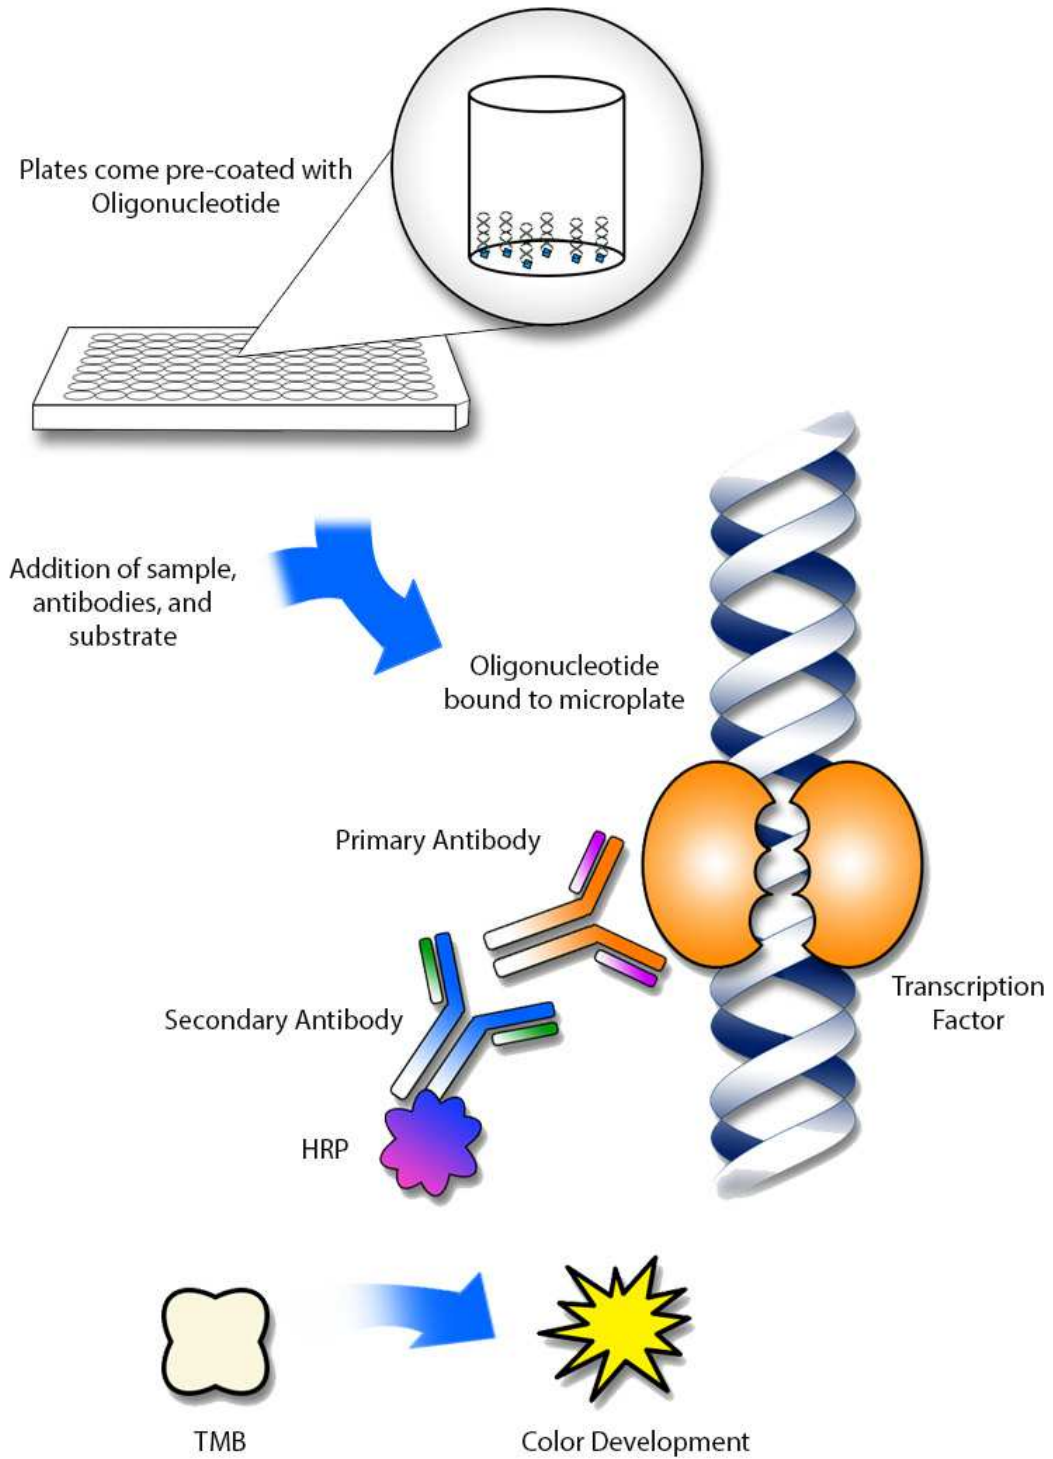 Plates come pre-coated with
Oligonucleotide
Addition of sample,
antibodies, and
substrate
Oligonucleotide
bound to microplate
Primary Antibody
Secondary Antibody
Transcription
Factor
HRP
TMB
Color Development